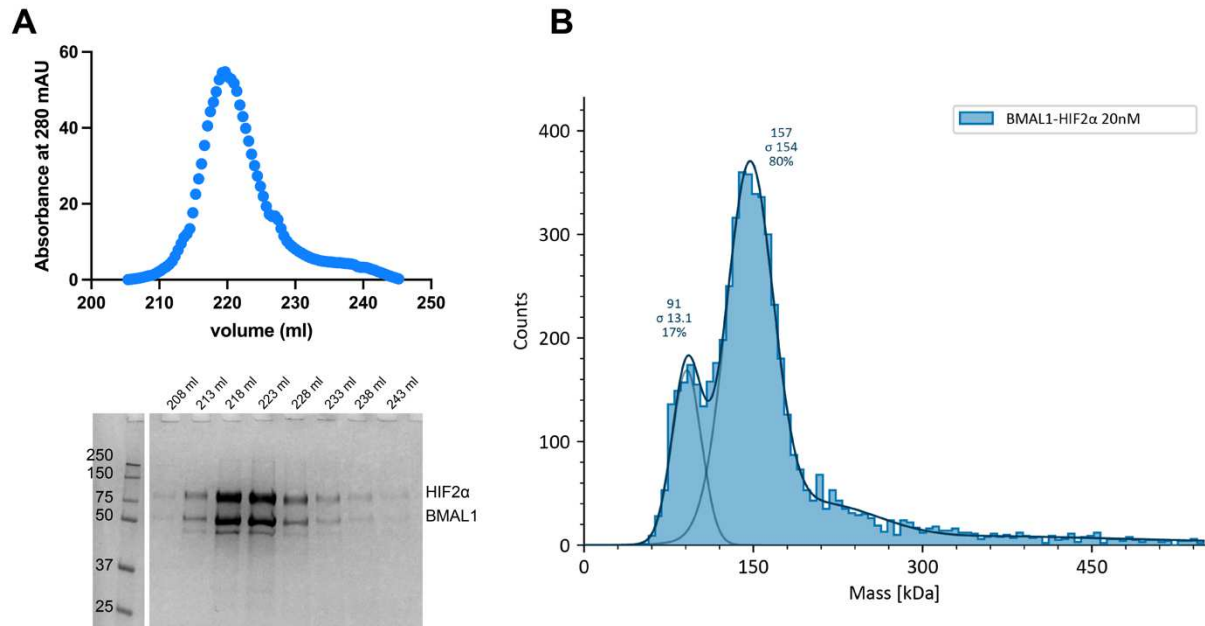 A
Absorbance at 280 mAU
60
40
20
0
200
210
220
230
240
250
volume (ml)
208 ml
213 ml
218 ml
223 ml
228 ml
233 ml
238 ml
243 ml
250
150
75
50
37
25
HIF2α
BMAL1
B
BMAL1-HIF2α 20nM
Counts
400
300
200
100
0
91
σ 13.1
17%
157
σ 154
80%
0
150
300
450
Mass [kDa]